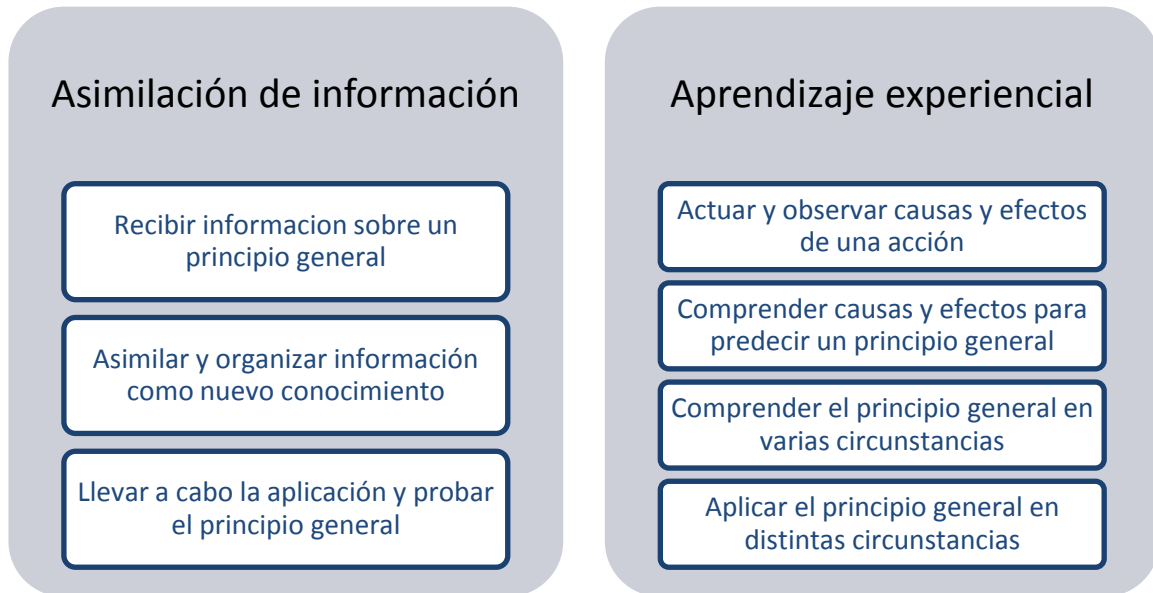 Asimilación de información
Recibir informacion sobre un
principio general
Asimilar y organizar información
como nuevo conocimiento
Llevar a cabo la aplicación y probar
el principio general
Aprendizaje experiencial
Actuar y observar causas y efectos
de una acción
Comprender causas y efectos para
predecir un principio general
Comprender el principio general en
varias circunstancias
Aplicar el principio general en
distintas circunstancias